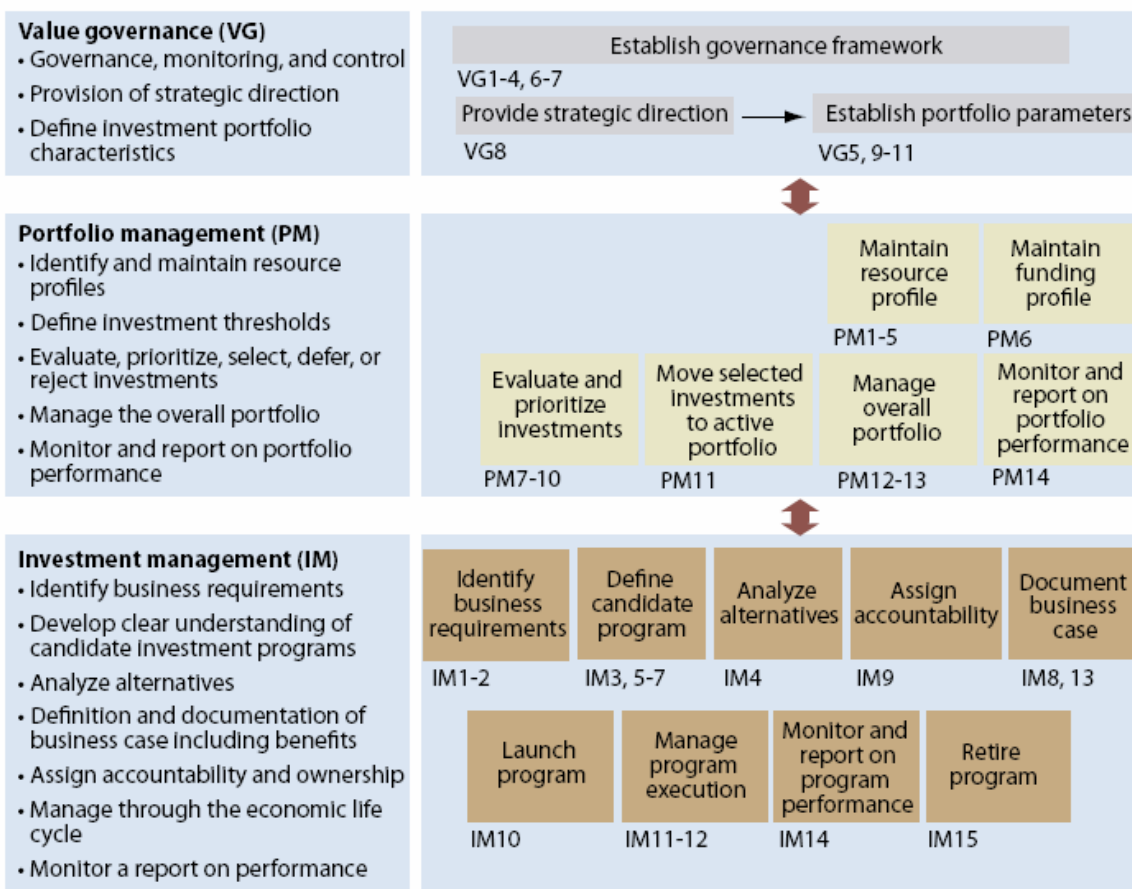 Value governance (VG)
• Governance, monitoring, and control
• Provision of strategic direction
• Define investment portfolio
characteristics
Establish governance framework
VG1-4, 6-7
Provide strategic direction
Establish portfolio parameters
VG8
VG5, 9-11
Portfolio management (PM)
• Identify and maintain resource
profiles
• Define investment thresholds
• Evaluate, prioritize, select, defer, or
reject investments
• Manage the overall portfolio
• Monitor and report on portfolio
performance
Maintain
resource
profile
PM1-5
Maintain
funding
profile
PM6
Evaluate and
prioritize
investments
PM7-10
Move selected
investments
to active
portfolio
PM11
Manage
overall
portfolio
PM12-13
Monitor and
report on
portfolio
performance
PM14
Investment management (IM)
• Identify business requirements
• Develop clear understanding of
candidate investment programs
• Analyze alternatives
• Definition and documentation of
business case including benefits
• Assign accountability and ownership
• Manage through the economic life
cycle
• Monitor a report on performance
Identify
business
requirements
IM1-2
Define
candidate
program
IM3, 5-7
Analyze
alternatives
IM4
Assign
accountability
IM9
Document
business
case
IM8, 13
Launch
program
IM10
Manage
program
execution
IM11-12
Monitor and
report on
program
performance
IM14
Retire
program
IM15